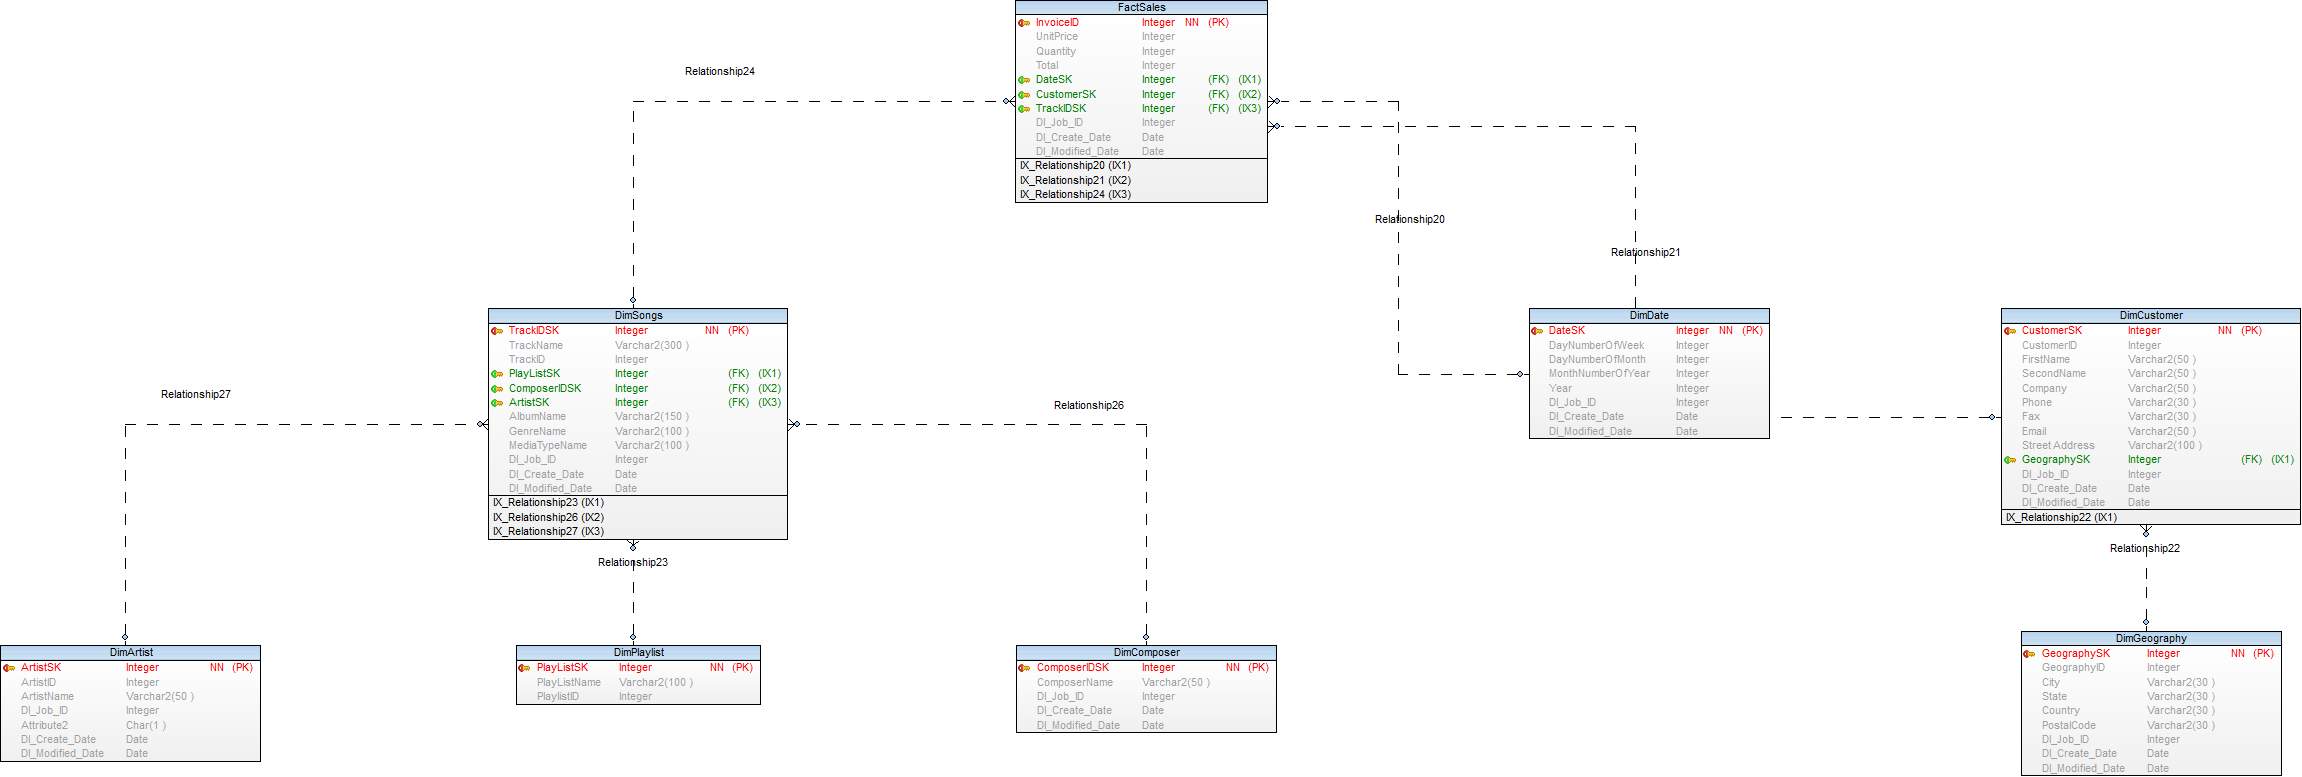 FactSales
InvoiceID Integer NN (PK)
UnitPrice Integer
Quantity Integer
Total Integer
DateSK Integer (FK) (IX1)
CustomerSK Integer (FK) (IX2)
TrackIDSK Integer (FK) (IX3)
DI_Job_ID Integer
DI_Create_Date Date
DI_Modified_Date Date
IX_Relationship20 (IX1)
IX_Relationship21 (IX2)
IX_Relationship24 (IX3)
Relationship24
Relationship20
Relationship21
DimSongs
TrackIDSK Integer NN (PK)
TrackName Varchar2(300 )
TrackID Integer
PlayListSK Integer (FK) (IX1)
ComposerIDSK Integer (FK) (IX2)
ArtistSK Integer (FK) (IX3)
AlbumName Varchar2(150 )
GenreName Varchar2(100 )
MediaTypeName Varchar2(100 )
DI_Job_ID Integer
DI_Create_Date Date
DI_Modified_Date Date
IX_Relationship23 (IX1)
IX_Relationship26 (IX2)
IX_Relationship27 (IX3)
DimDate
DateSK Integer NN (PK)
DayNumberOfWeek Integer
DayNumberOfMonth Integer
MonthNumberOfYear Integer
Year Integer
DI_Job_ID Integer
DI_Create_Date Date
DI_Modified_Date Date
DimCustomer
CustomerSK Integer NN (PK)
CustomerID Integer
FirstName Varchar2(50 )
SecondName Varchar2(50 )
Company Varchar2(50 )
Phone Varchar2(30 )
Fax Varchar2(30 )
Email Varchar2(50 )
Street Address Varchar2(100 )
GeographySK Integer (FK) (IX1)
DI_Job_ID Integer
DI_Create_Date Date
DI_Modified_Date Date
IX_Relationship22 (IX1)
Relationship27
Relationship26
Relationship23
Relationship22
DimArtist
ArtistSK Integer NN (PK)
ArtistID Integer
ArtistName Varchar2(50 )
DI_Job_ID Integer
Attribute2 Char(1 )
DI_Create_Date Date
DI_Modified_Date Date
DimPlaylist
PlayListSK Integer NN (PK)
PlayListName Varchar2(100 )
PlaylistID Integer
DimComposer
ComposerIDSK Integer NN (PK)
ComposerName Varchar2(50 )
DI_Job_ID Integer
DI_Create_Date Date
DI_Modified_Date Date
DimGeography
GeographySK Integer NN (PK)
GeographyID Integer
City Varchar2(30 )
State Varchar2(30 )
Country Varchar2(30 )
PostalCode Varchar2(30 )
DI_Job_ID Integer
DI_Create_Date Date
DI_Modified_Date Date